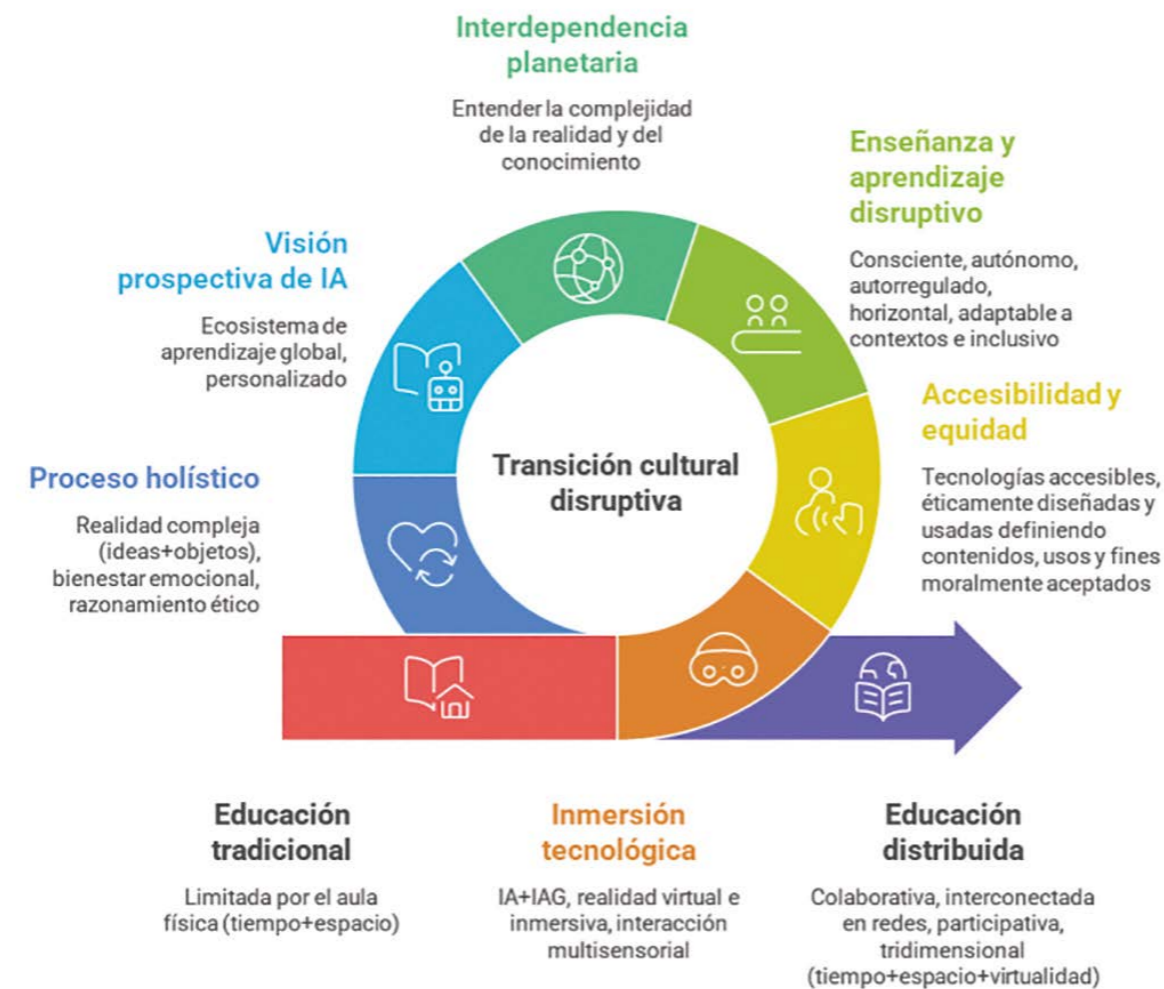 Interdependencia
planetaria
Entender la complejidad
de la realidad y del
conocimiento
Enseñanza y
aprendizaje
disruptivo
Consciente, autónomo,
autorregulado,
horizontal, adaptable a
contextos e inclusivo
Visión
prospectiva de IA
Ecosistema de
aprendizaje global,
personalizado
Accesibilidad y
equidad
Tecnologías accesibles,
éticamente diseñadas y
usadas definiendo
contenidos, usos y fines
moralmente aceptados
Transición cultural
disruptiva
Proceso holístico
Realidad compleja
(ideas+objetos),
bienestar emocional,
razonamiento ético
Educación
tradicional
Limitada por el aula
física (tiempo+espacio)
Inmersión
tecnológica
IA+IAG, realidad virtual e
inmersiva, interacción
multisensorial
Educación
distribuida
Colaborativa, interconectada
en redes, participativa,
tridimensional
(tiempo+espacio+virtualidad)